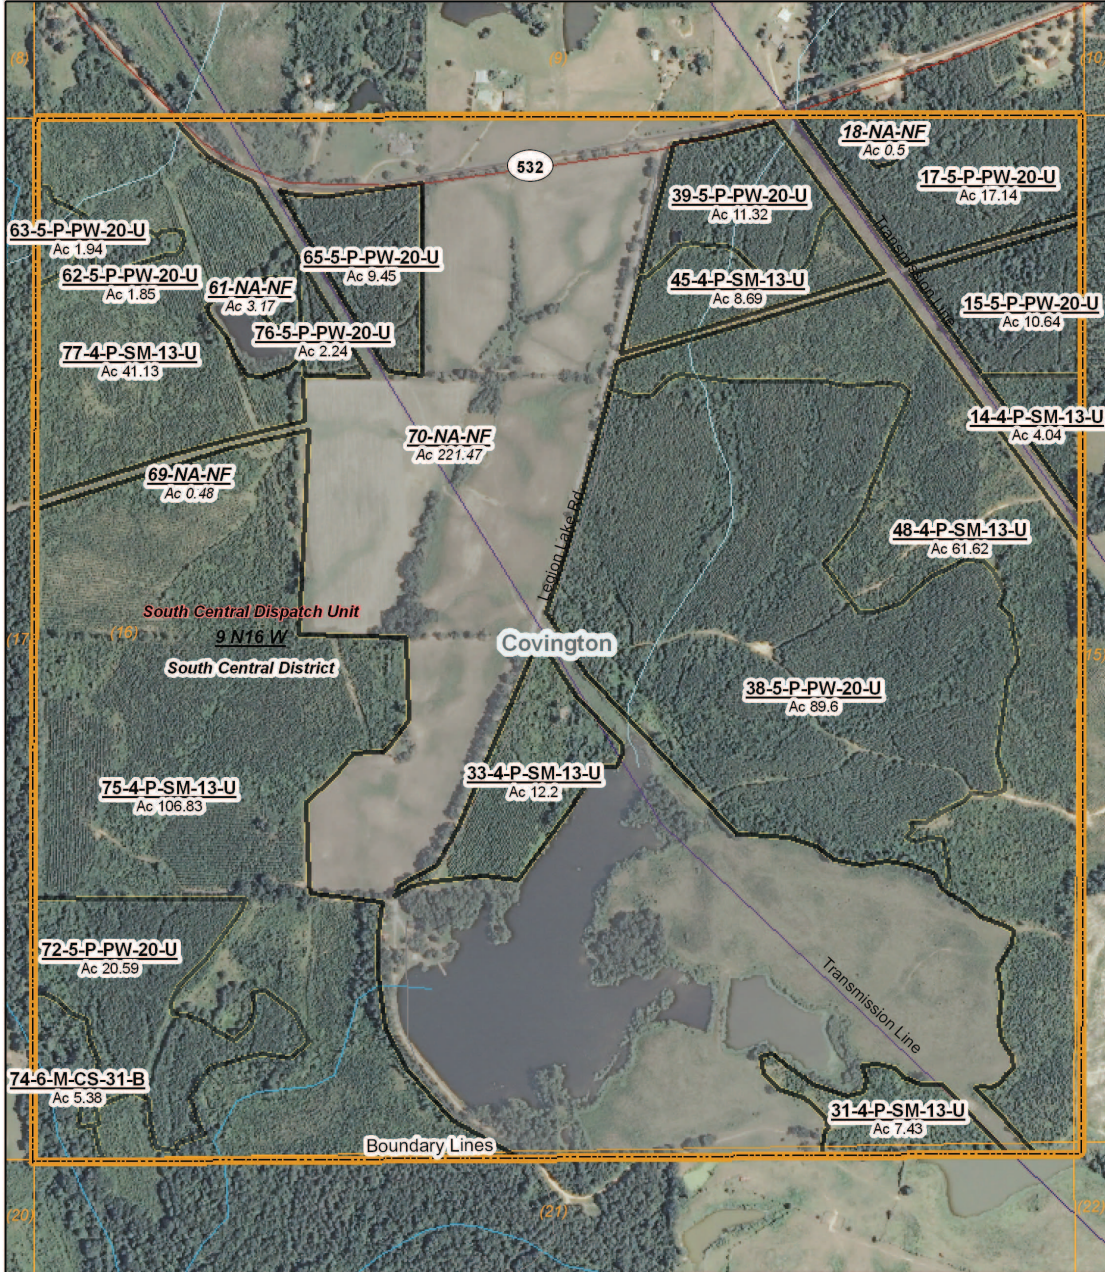 (8)
(9)
(10)
532
18-NA-NF
Ac 0.5
17-5-P-PW-20-U
Ac 17.14
39-5-P-PW-20-U
Ac 11.32
63-5-P-PW-20-U
Ac 1.94
65-5-P-PW-20-U
Ac 9.45
62-5-P-PW-20-U
Ac 1.85
61-NA-NF
Ac 3.17
45-4-P-SM-13-U
Ac 8.69
Transmission Line
15-5-P-PW-20-U
Ac 10.64
76-5-P-PW-20-U
Ac 2.24
77-4-P-SM-13-U
Ac 41.13
14-4-P-SM-13-U
Ac 4.04
70-NA-NF
Ac 221.47
69-NA-NF
Ac 0.48
48-4-P-SM-13-U
Ac 61.62
Legion Lake Rd
South Central Dispatch Unit
(17)
(16)
9 N16 W
Covington
(15)
South Central District
38-5-P-PW-20-U
Ac 89.6
33-4-P-SM-13-U
Ac 12.2
75-4-P-SM-13-U
Ac 106.83
72-5-P-PW-20-U
Ac 20.59
Transmission Line
74-6-M-CS-31-B
Ac 5.38
31-4-P-SM-13-U
Ac 7.43
Boundary Lines
(20)
(21)
(22)